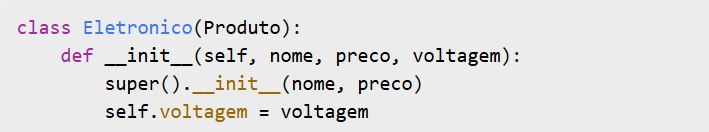 class Eletronico(Produto):
    def __init__(self, nome, preco, voltagem):
        super().__init__(nome, preco)
        self.voltagem = voltagem